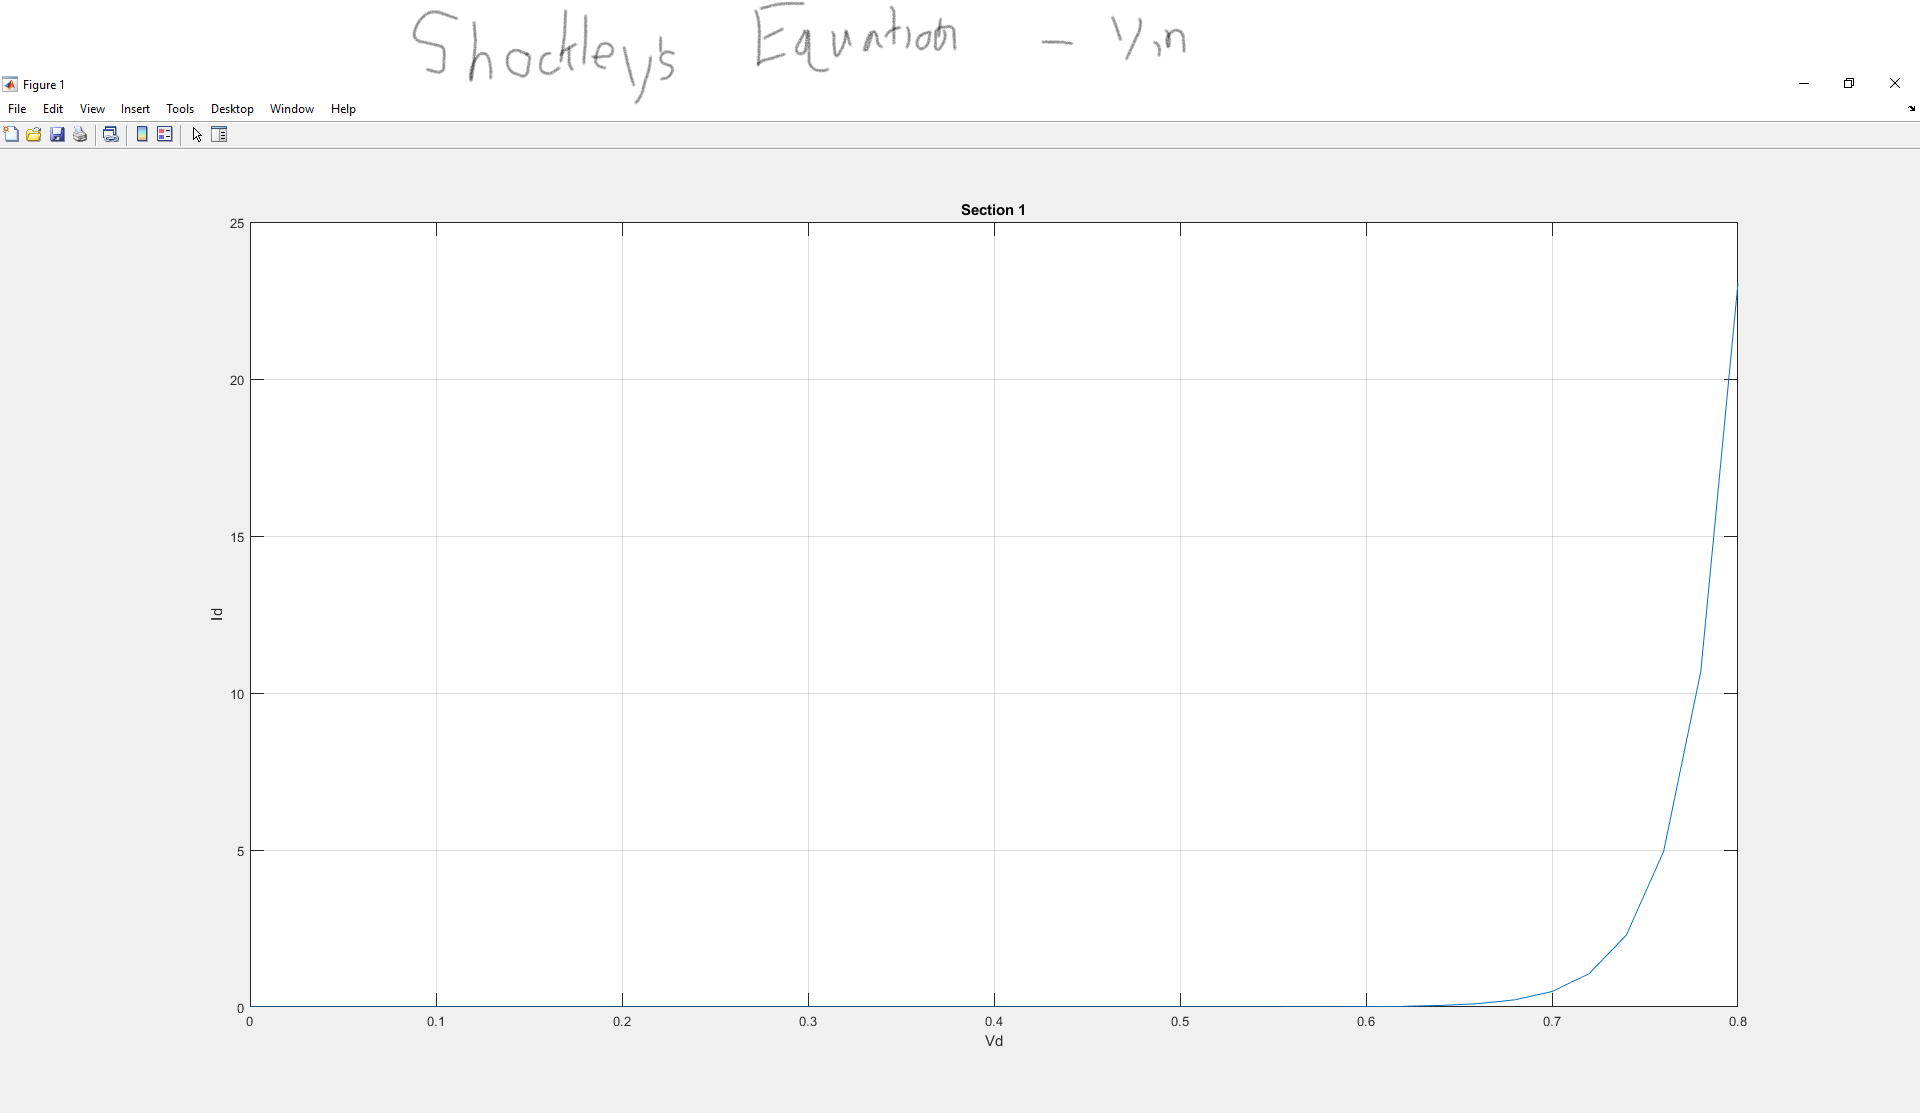 Shockley's Equation -
Figure 1
File Edit View Insert Tools Desktop Window Help
Section 1
25
20
15
10
5
0
Id
0 0.1 0.2 0.3 0.4 0.5 0.6 0.7 0.8
Vd